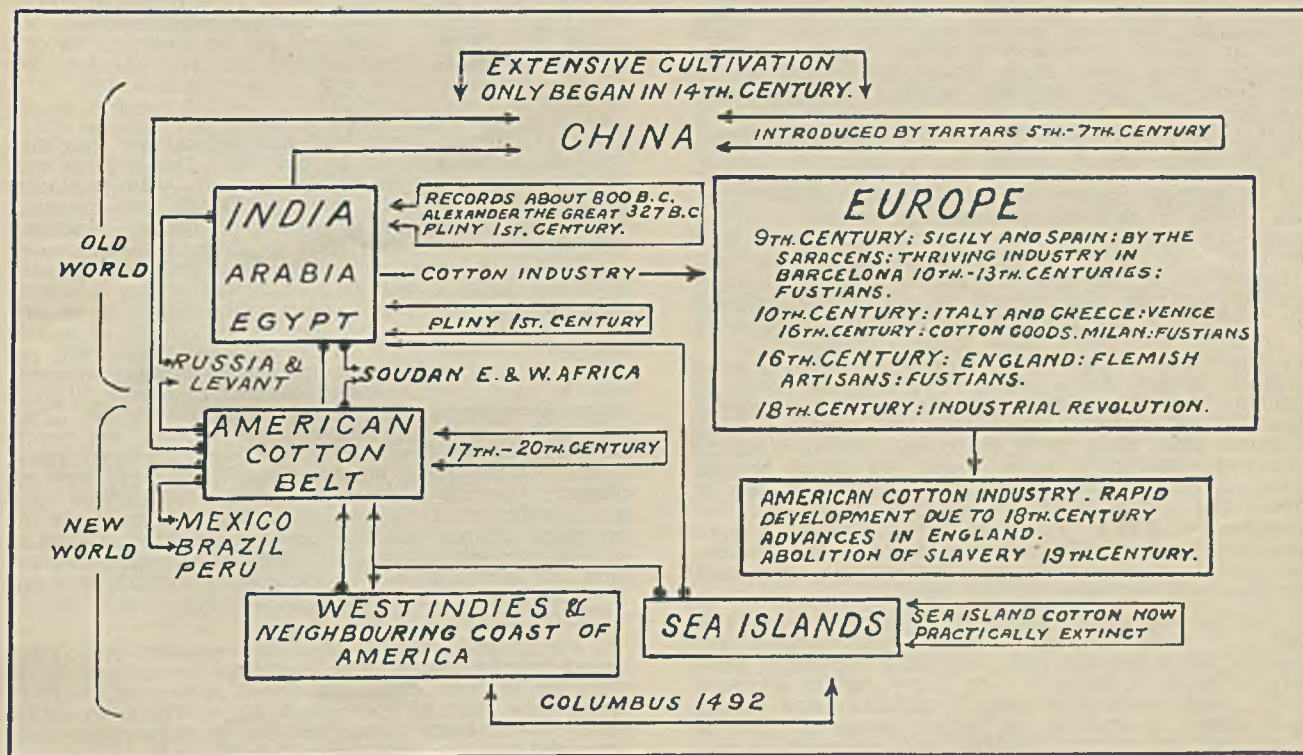 EXTENSIVE CULTIVATION
ONLY BEGAN IN 14TH. CENTURY.
CHINA
INTRODUCED BY TARTARS 5TH.-7TH. CENTURY
OLD
WORLD
INDIA
ARABIA
EGYPT
RECORDS ABOUT 800 B.C.
ALEXANDER THE GREAT 327 B.C
PLINY 1ST. CENTURY.
COTTON INDUSTRY
PLINY 1ST. CENTURY
EUROPE
9TH. CENTURY: SICILY AND SPAIN: BY THE
SARACENS: THRIVING INDUSTRY IN
BARCELONA 10TH.-13TH. CENTURIES:
FUSTIANS.
10TH. CENTURY: ITALY AND GREECE: VENICE
16TH. CENTURY: COTTON GOODS. MILAN: FUSTIANS
16TH. CENTURY: ENGLAND: FLEMISH
ARTISANS: FUSTIANS.
18TH. CENTURY: INDUSTRIAL REVOLUTION.
RUSSIA &
LEVANT
SOUDAN E. & W. AFRICA
NEW
WORLD
AMERICAN
COTTON
BELT
17TH.-20TH. CENTURY
MEXICO
BRAZIL
PERU
AMERICAN COTTON INDUSTRY. RAPID
DEVELOPMENT DUE TO 18TH. CENTURY
ADVANCES IN ENGLAND.
ABOLITION OF SLAVERY 19TH CENTURY.
WEST INDIES &
NEIGHBOURING COAST OF
AMERICA
SEA ISLANDS
SEA ISLAND COTTON NOW
PRACTICALLY EXTINCT
COLUMBUS 1492